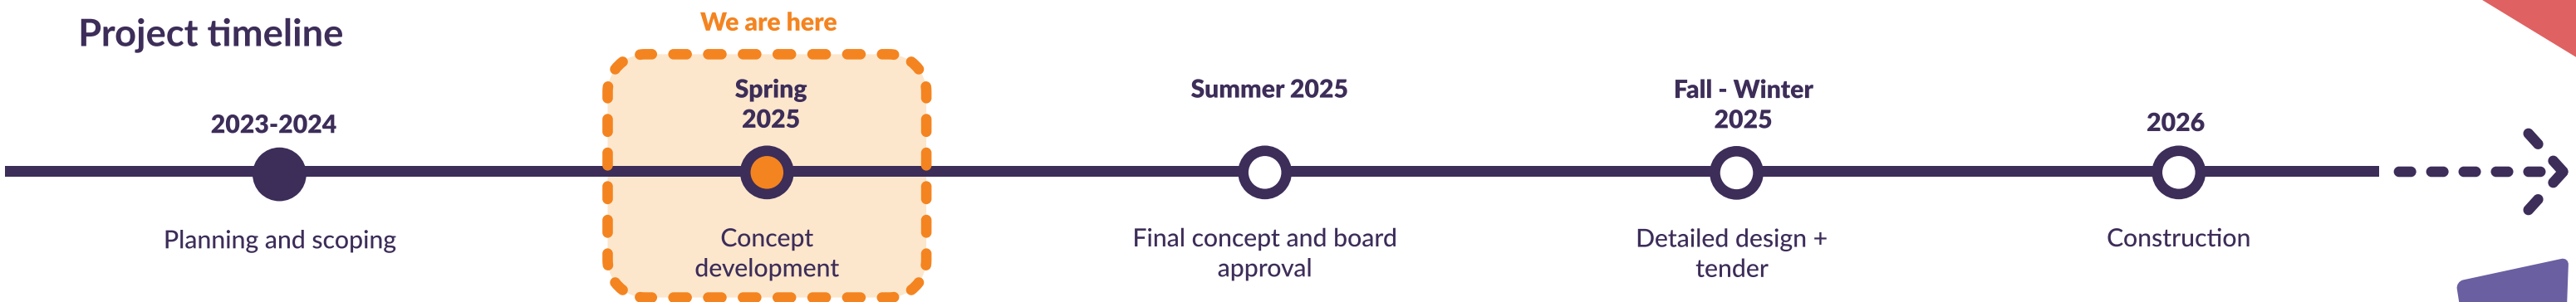 Project timeline
We are here
2023-2024
Planning and scoping
Spring
2025
Concept
development
Summer 2025
Final concept and board
approval
Fall - Winter
2025
Detailed design +
tender
2026
Construction